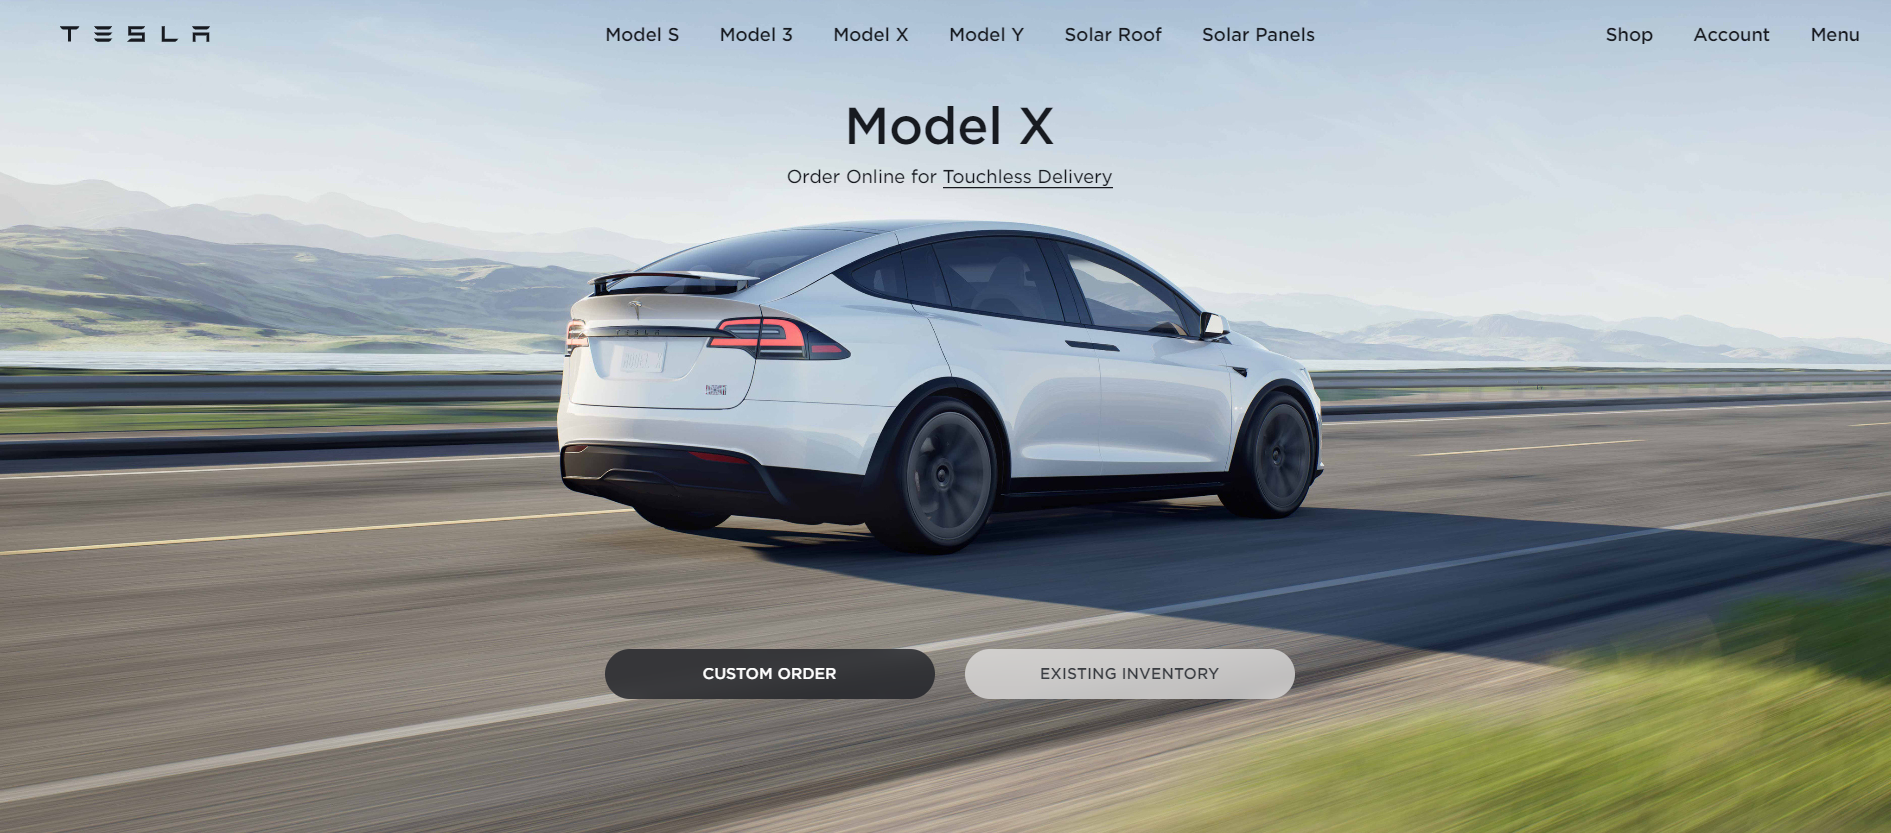 TESLA
Model S Model 3 Model X Model Y Solar Roof Solar Panels
Shop Account Menu
Model X
Order Online for Touchless Delivery
TESLA
CUSTOM ORDER
EXISTING INVENTORY